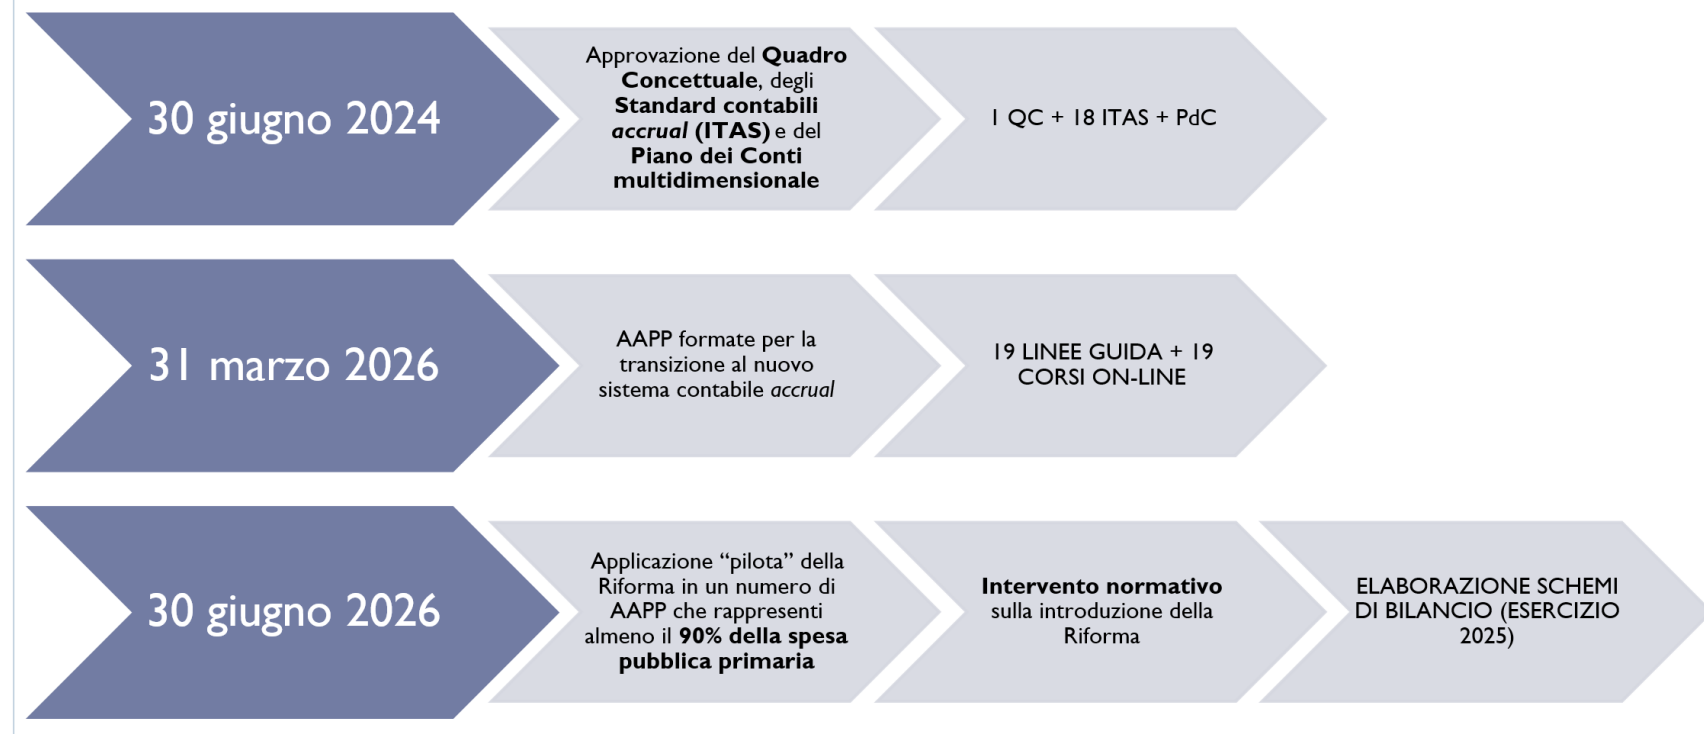 30 giugno 2024
Approvazione del Quadro
Concettuale, degli
Standard contabili
accrual (ITAS) e del
Piano dei Conti
multidimensionale
1 QC + 18 ITAS + PdC
31 marzo 2026
AAPP formate per la
transizione al nuovo
sistema contabile accrual
19 LINEE GUIDA + 19
CORSI ON-LINE
30 giugno 2026
Applicazione “pilota” della
Riforma in un numero di
AAPP che rappresenti
almeno il 90% della spesa
pubblica primaria
Intervento normativo
sulla introduzione della
Riforma
ELABORAZIONE SCHEMI
DI BILANCIO (ESERCIZIO
2025)